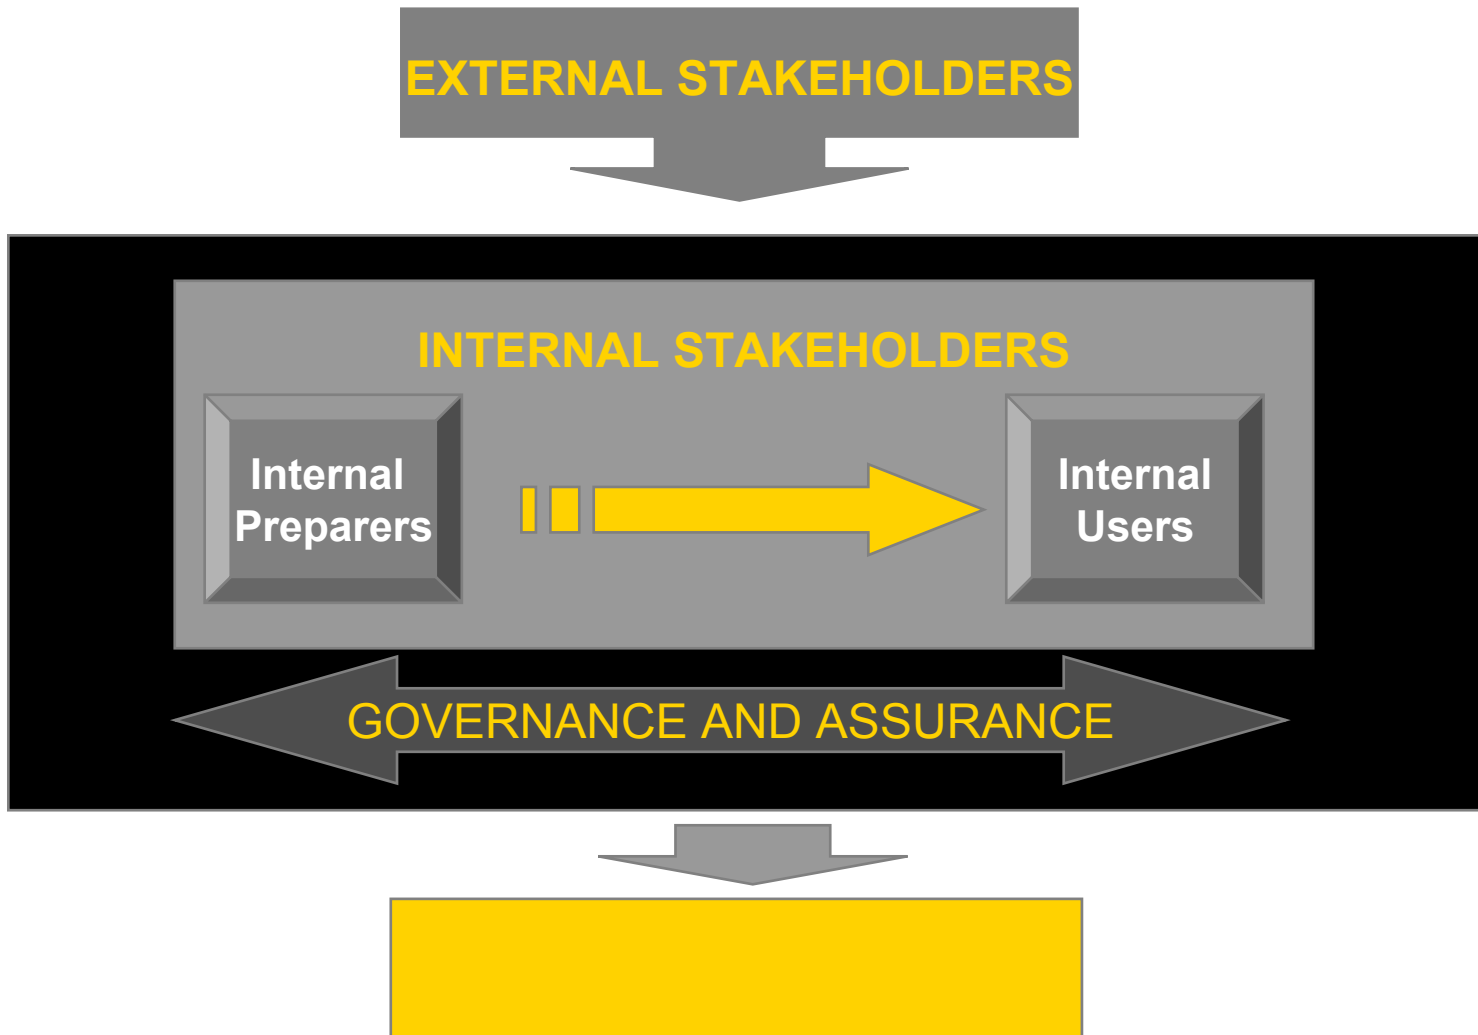 EXTERNAL STAKEHOLDERS
INTERNAL STAKEHOLDERS
Internal
Preparers
Internal
Users
GOVERNANCE AND ASSURANCE